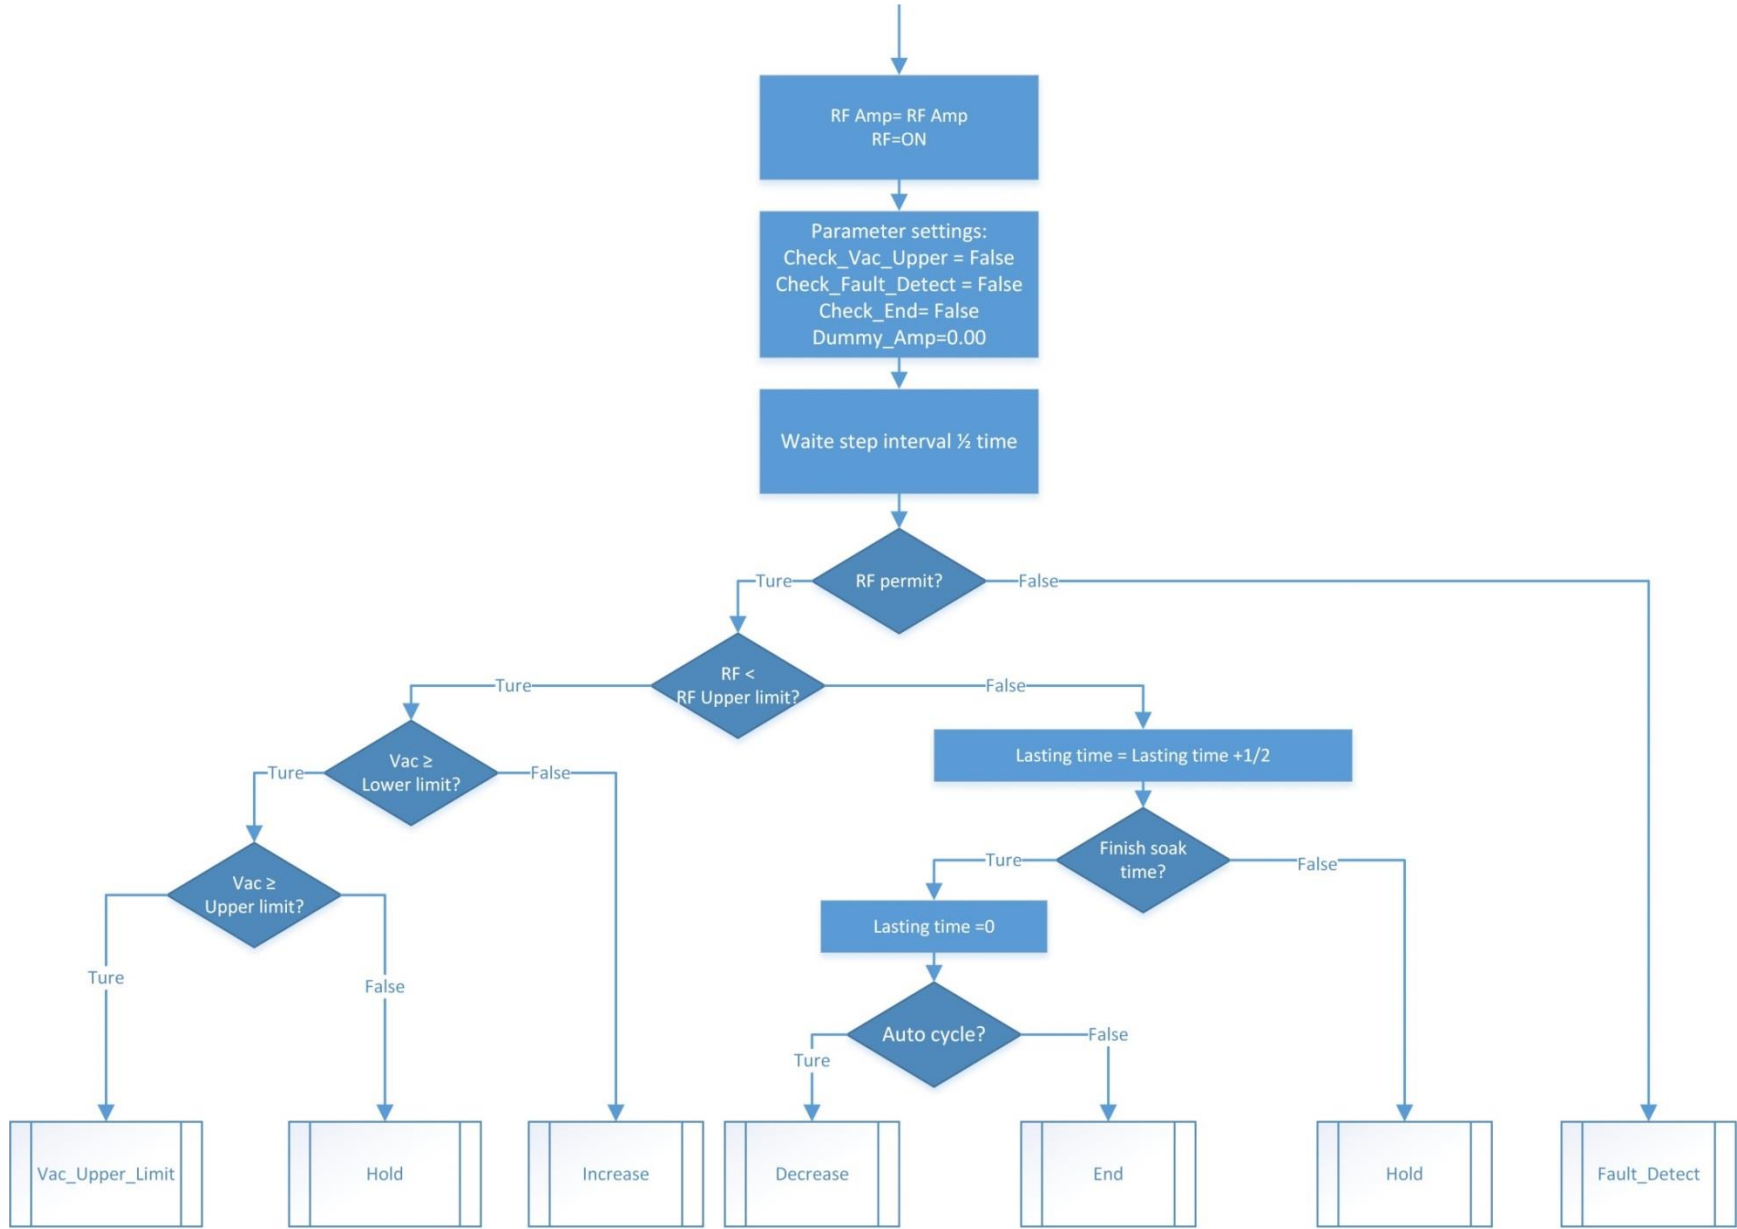 RF Amp= RF Amp
RF=ON
Parameter settings:
Check_Vac_Upper = False
Check_Fault_Detect = False
Check_End= False
Dummy_Amp=0.00
Waite step interval ½ time
RF permit?
Ture
False
RF <
RF Upper limit?
Ture
False
Vac ≥
Lower limit?
Ture
False
Lasting time = Lasting time +1/2
Finish soak
time?
Ture
False
Vac ≥
Upper limit?
Ture
False
Lasting time =0
Auto cycle?
Ture
False
Vac_Upper_Limit
Hold
Increase
Decrease
End
Hold
Fault_Detect